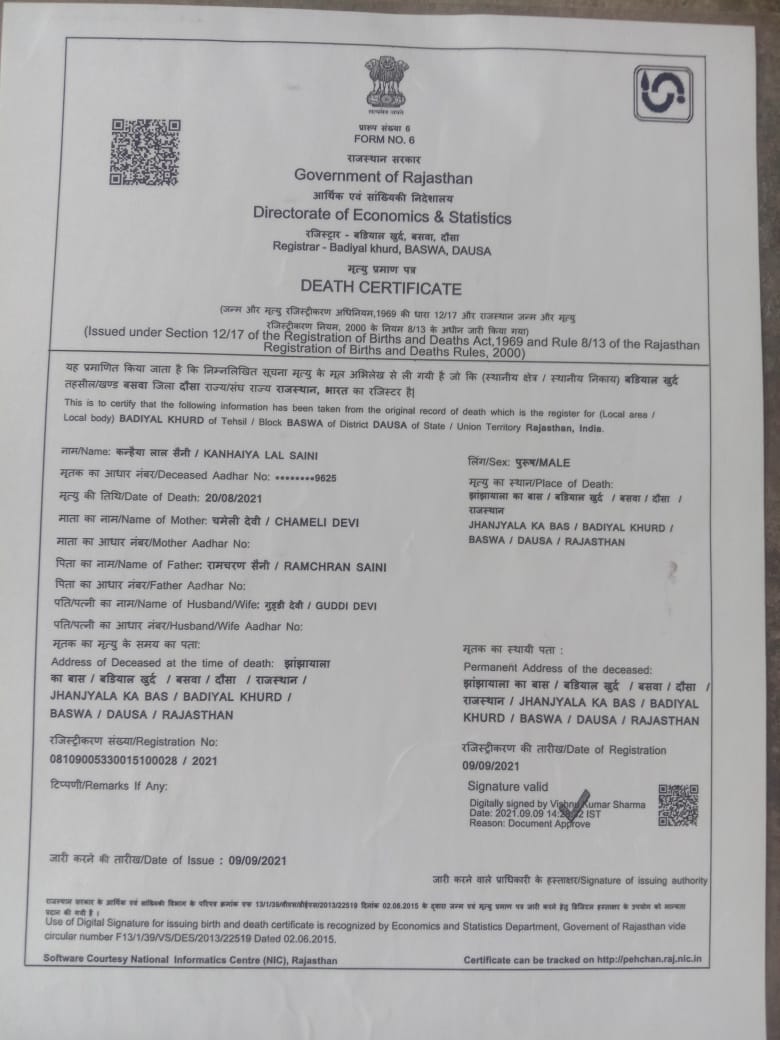 सत्यमेव जयते
प्रारूप संख्या 6
FORM NO. 6
राजस्थान सरकार
Government of Rajasthan
आर्थिक एवं सांख्यिकी निदेशालय
Directorate of Economics & Statistics
रजिस्ट्रार - बडियाल खुर्द, बसवा, दौसा
Registrar - Badiyal khurd, BASWA, DAUSA
मृत्यु प्रमाण पत्र
DEATH CERTIFICATE
(जन्म और मृत्यु रजिस्ट्रीकरण अधिनियम,1969 की धारा 12/17 और राजस्थान जन्म और मृत्यु
रजिस्ट्रीकरण नियम, 2000 के नियम 8/13 के अधीन जारी किया गया)
(Issued under Section 12/17 of the Registration of Births and Deaths Act,1969 and Rule 8/13 of the Rajasthan
Registration of Births and Deaths Rules, 2000)
यह प्रमाणित किया जाता है कि निम्नलिखित सूचना मृत्यु के मूल अभिलेख से ली गयी है जो कि (स्थानीय क्षेत्र / स्थानीय निकाय) बडियाल खुर्द
तहसील/खण्ड बसवा जिला दौसा राज्य/संघ राज्य राजस्थान, भारत का रजिस्टर है|
This is to certify that the following information has been taken from the original record of death which is the register for (Local area /
Local body) BADIYAL KHURD of Tehsil / Block BASWA of District DAUSA of State / Union Territory Rajasthan, India.
नाम/Name: कन्हैया लाल सैनी / KANHAIYA LAL SAINI
लिंग/Sex: पुरुष/MALE
मृतक का आधार नंबर/Deceased Aadhar No: ********9625
मृत्यु की तिथि/Date of Death: 20/08/2021
मृत्यु का स्थान/Place of Death:
झांझायाला का बास / बडियाल खुर्द / बसवा / दौसा /
राजस्थान
JHANJYALA KA BAS / BADIYAL KHURD /
BASWA / DAUSA / RAJASTHAN
माता का नाम/Name of Mother: चमेली देवी / CHAMELI DEVI
माता का आधार नंबर/Mother Aadhar No:
पिता का नाम/Name of Father: रामचरण सैनी / RAMCHRAN SAINI
पिता का आधार नंबर/Father Aadhar No:
पति/पत्नी का नाम/Name of Husband/Wife: गुड्डी देवी / GUDDI DEVI
पति/पत्नी का आधार नंबर/Husband/Wife Aadhar No:
मृतक का मृत्यु के समय का पता:
Address of Deceased at the time of death: झांझायाला
का बास / बडियाल खुर्द / बसवा / दौसा / राजस्थान /
JHANJYALA KA BAS / BADIYAL KHURD /
BASWA / DAUSA / RAJASTHAN
मृतक का स्थायी पता :
Permanent Address of the deceased:
झांझायाला का बास / बडियाल खुर्द / बसवा / दौसा /
राजस्थान / JHANJYALA KA BAS / BADIYAL
KHURD / BASWA / DAUSA / RAJASTHAN
रजिस्ट्रीकरण संख्या/Registration No:
08109005330015100028 / 2021
रजिस्ट्रीकरण की तारीख/Date of Registration
09/09/2021
टिप्पणी/Remarks If Any:
Signature valid
Digitally signed by Vishnu Kumar Sharma
Date: 2021.09.09 IST
Reason: Document Approve
जारी करने की तारीख/Date of Issue : 09/09/2021
जारी करने वाले प्राधिकारी के हस्ताक्षर/Signature of issuing authority
राजस्थान सरकार के आर्थिक एवं सांख्यिकी विभाग के परिपत्र क्रमांक एफ 13/1/39/वीएस/डीईएस/2013/22519 दिनांक 02.06.2015 के द्वारा जन्म एवं मृत्यु प्रमाण पत्र जारी करने हेतु डिजिटल हस्ताक्षर के उपयोग को मान्यता
प्रदान की गयी है ।
Use of Digital Signature for issuing birth and death certificate is recognized by Economics and Statistics Department, Goverment of Rajasthan vide
circular number F13/1/39/VS/DES/2013/22519 Dated 02.06.2015.
Software Courtesy National Informatics Centre (NIC), Rajasthan
Certificate can be tracked on http://pehchan.raj.nic.in